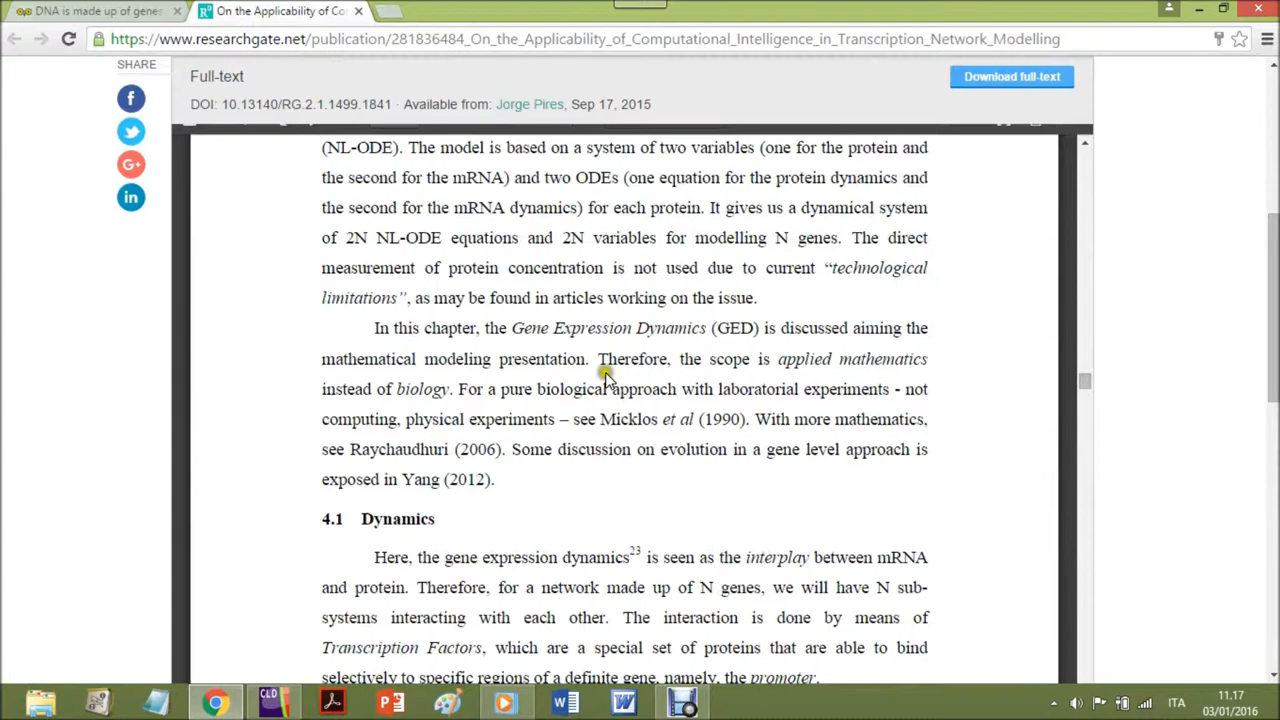 DNA is made up of genes
On the Applicability of Co
https://www.researchgate.net/publication/281836484_On_the_Applicability_of_Computational_Intelligence_in_Transcription_Network_Modelling
SHARE
Full-text
Download full-text
DOI: 10.13140/RG.2.1.1499.1841 · Available from: Jorge Pires, Sep 17, 2015
(NL-ODE). The model is based on a system of two variables (one for the protein and
the second for the mRNA) and two ODEs (one equation for the protein dynamics and
the second for the mRNA dynamics) for each protein. It gives us a dynamical system
of 2N NL-ODE equations and 2N variables for modelling N genes. The direct
measurement of protein concentration is not used due to current “technological
limitations”, as may be found in articles working on the issue.
In this chapter, the Gene Expression Dynamics (GED) is discussed aiming the
mathematical modeling presentation. Therefore, the scope is applied mathematics
instead of biology. For a pure biological approach with laboratorial experiments - not
computing, physical experiments – see Micklos et al (1990). With more mathematics,
see Raychaudhuri (2006). Some discussion on evolution in a gene level approach is
exposed in Yang (2012).
4.1 Dynamics
Here, the gene expression dynamics23 is seen as the interplay between mRNA
and protein. Therefore, for a network made up of N genes, we will have N sub-
systems interacting with each other. The interaction is done by means of
Transcription Factors, which are a special set of proteins that are able to bind
selectively to specific regions of a definite gene, namely, the promoter.
CLD
ITA
11.17
03/01/2016